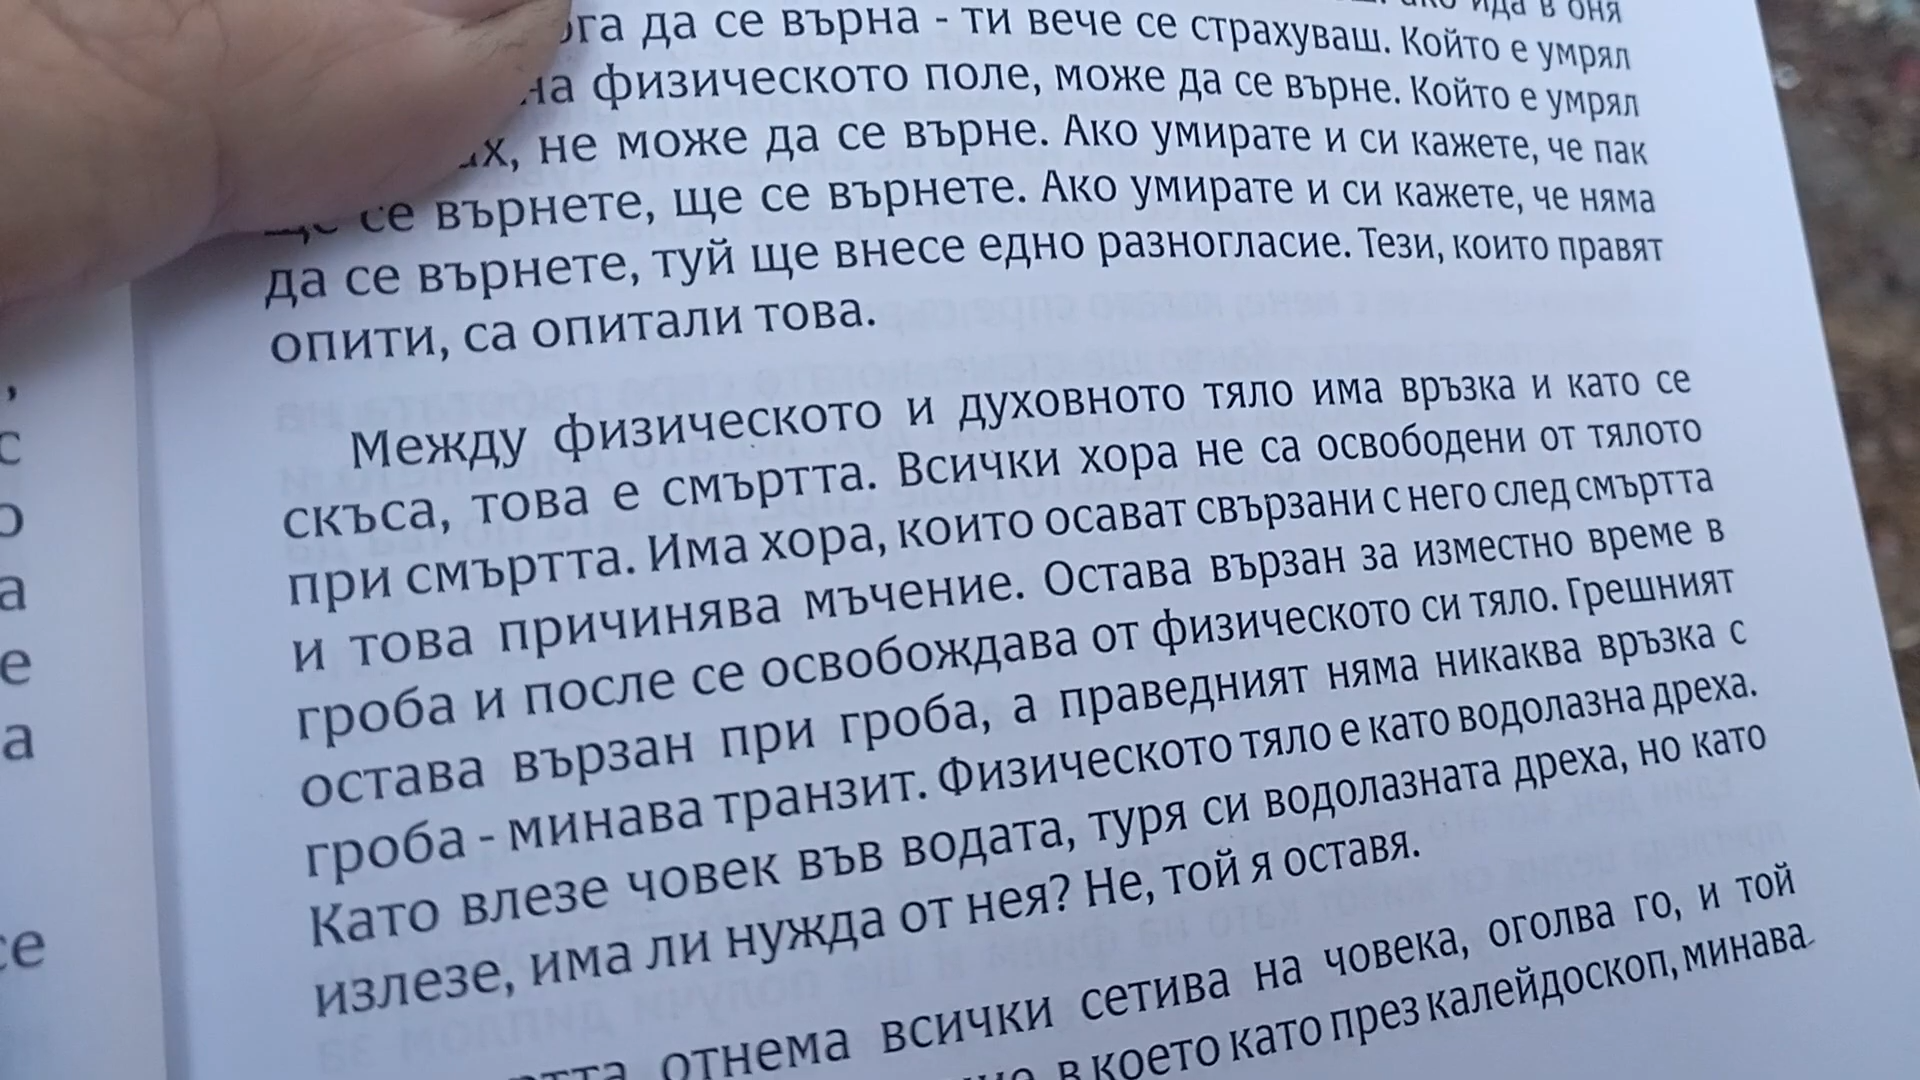 ида в оня
да се върна - ти вече се страхуваш. Който е умрял
на физическото поле, може да се върне. Който е умрял
не може да се върне. Ако умирате и си кажете, че пак
ще се върнете, ще се върнете. Ако умирате и си кажете, че няма
да се върнете, туй ще внесе едно разногласие. Тези, които правят
опити, са опитали това.
Между физическото и духовното тяло има връзка и като се
скъса, това е смъртта. Всички хора не са освободени от тялото
при смъртта. Има хора, които осават свързани с него след смъртта
и това причинява мъчение. Остава вързан за изместно време в
гроба и после се освобождава от физическото си тяло. Грешният
остава вързан при гроба, а праведният няма никаква връзка с
гроба - минава транзит. Физическото тяло е като водолазна дреха.
Като влезе човек във водата, туря си водолазната дреха, но като
излезе, има ли нужда от нея? Не, той я оставя.
отнема всички сетива на човека, оголва го, и той
в което като през калейдоскоп, минава